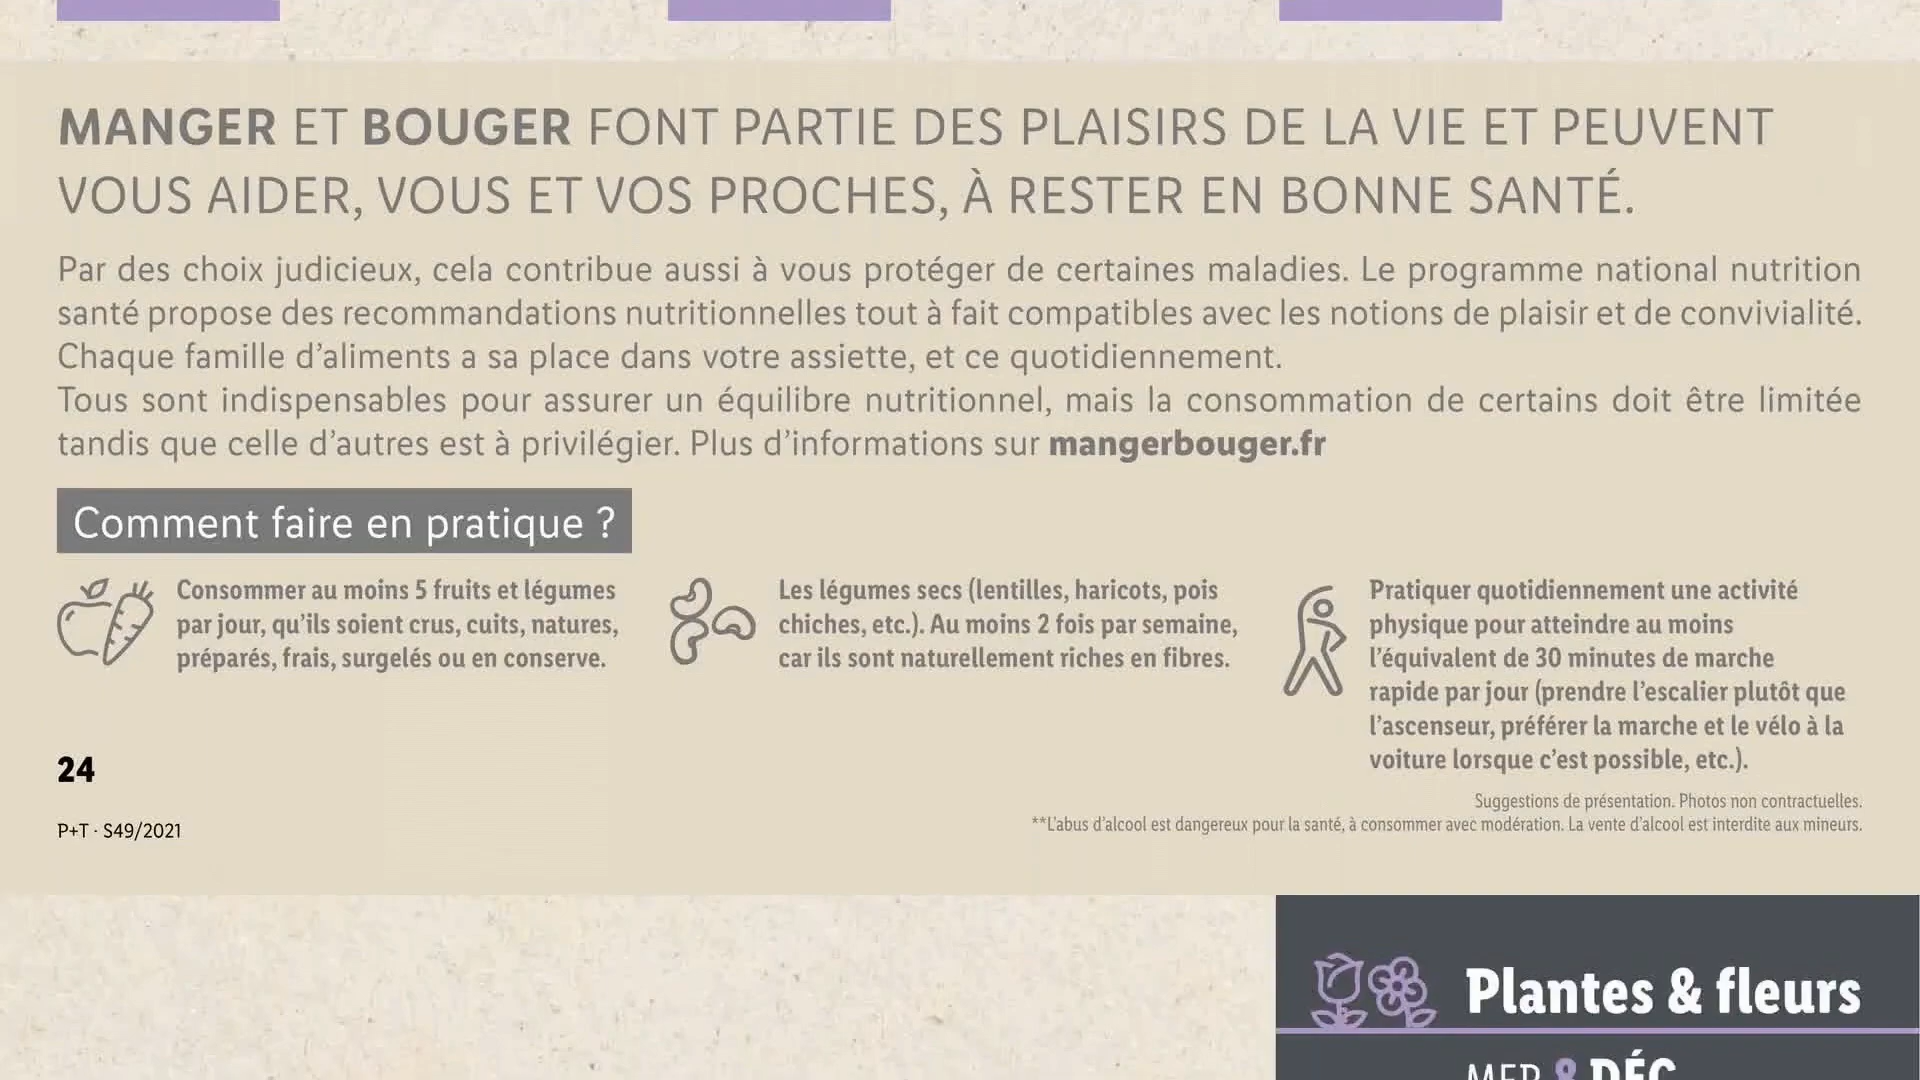 MANGER ET BOUGER FONT PARTIE DES PLAISIRS DE LA VIE ET PEUVENT
VOUS AIDER, VOUS ET VOS PROCHES, À RESTER EN BONNE SANTÉ.
Par des choix judicieux, cela contribue aussi à vous protéger de certaines maladies. Le programme national nutrition
santé propose des recommandations nutritionnelles tout à fait compatibles avec les notions de plaisir et de convivialité.
Chaque famille d’aliments a sa place dans votre assiette, et ce quotidiennement.
Tous sont indispensables pour assurer un équilibre nutritionnel, mais la consommation de certains doit être limitée
tandis que celle d’autres est à privilégier. Plus d’informations sur mangerbouger.fr
Comment faire en pratique ?
Consommer au moins 5 fruits et légumes
par jour, qu’ils soient crus, cuits, natures,
préparés, frais, surgelés ou en conserve.
Les légumes secs (lentilles, haricots, pois
chiches, etc.). Au moins 2 fois par semaine,
car ils sont naturellement riches en fibres.
Pratiquer quotidiennement une activité
physique pour atteindre au moins
l’équivalent de 30 minutes de marche
rapide par jour (prendre l’escalier plutôt que
l’ascenseur, préférer la marche et le vélo à la
voiture lorsque c’est possible, etc.).
24
P+T · S49/2021
Suggestions de présentation. Photos non contractuelles.
**L’abus d’alcool est dangereux pour la santé, à consommer avec modération. La vente d’alcool est interdite aux mineurs.
Plantes & fleurs
MER 8 DÉC